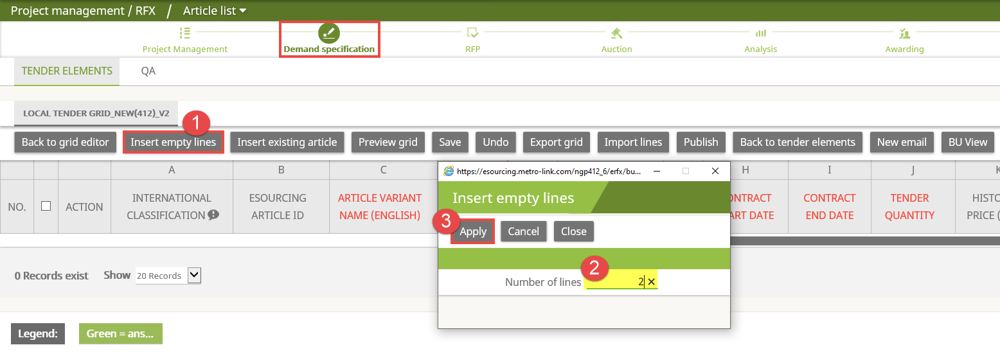 Project management / RFX / Article list
Project Management
Demand specification
RFP
Auction
Analysis
Awarding
TENDER ELEMENTS
QA
LOCAL TENDER GRID_NEW(412)_V2
1
Back to grid editor
Insert empty lines
Insert existing article
Preview grid
Save
Undo
Export grid
Import lines
Publish
Back to tender elements
New email
BU View
A
B
C
H
I
J
K
NO.
ACTION
INTERNATIONAL
CLASSIFICATION
ESOURCING
ARTICLE ID
ARTICLE VARIANT
NAME (ENGLISH)
ONTRACT
ART DATE
CONTRACT
END DATE
TENDER
QUANTITY
HISTO
PRICE (
https://esourcing.metro-link.com/ngp412_6/erfx/bu...
Insert empty lines
3
Apply
Cancel
Close
2
Number of lines
2
0 Records exist
Show
20 Records
Legend:
Green = ans...